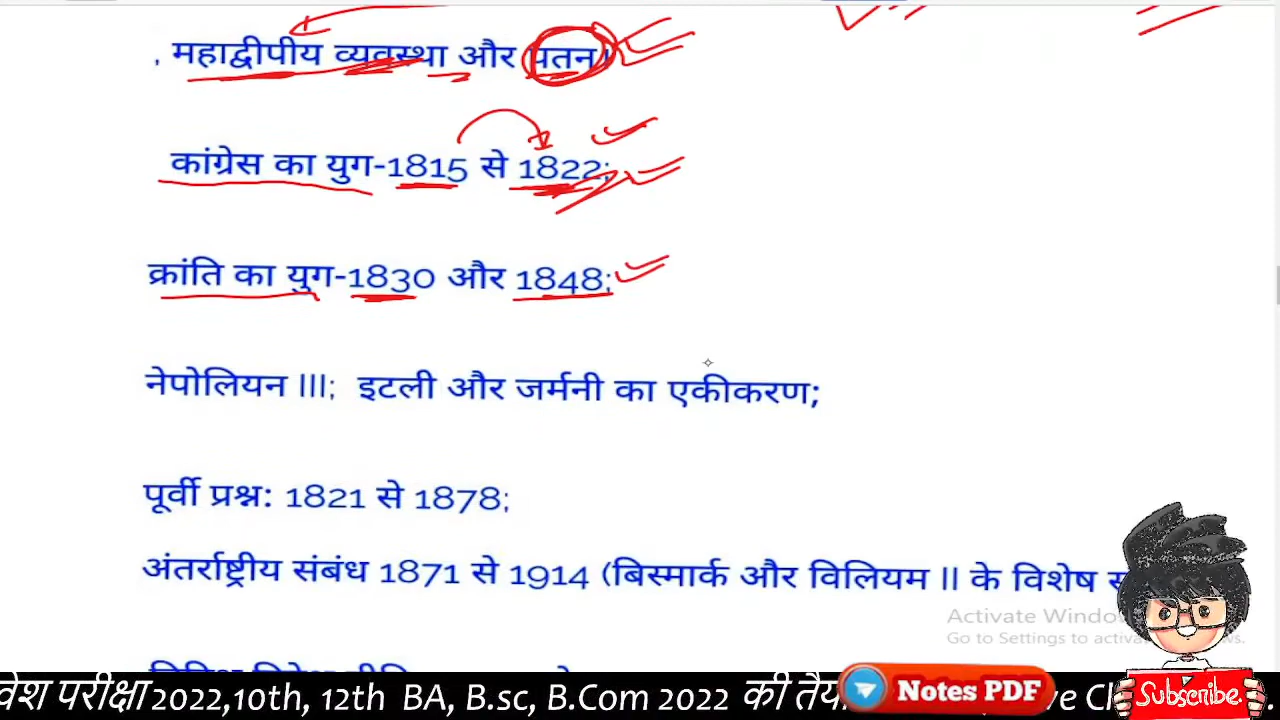 , महाद्वीपीय व्यवस्था और पतन)
कांग्रेस का युग-1815 से 1822;
क्रांति का युग-1830 और 1848;
नेपोलियन III; इटली और जर्मनी का एकीकरण;
पूर्वी प्रश्न: 1821 से 1878;
अंतर्राष्ट्रीय संबंध 1871 से 1914 (बिस्मार्क और विलियम II के विशेष
Activate
Go to Settings to
वेश परीक्षा 2022,10th, 12th BA, B.sc, B.Com 2022 की
Notes PDF
Subscribe.